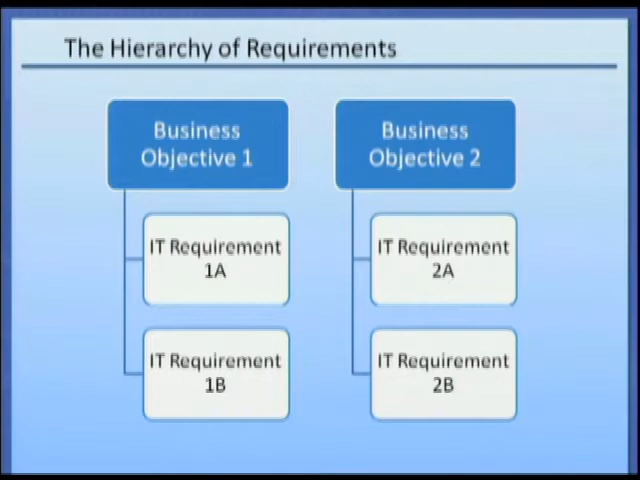 The Hierarchy of Requirements
Business
Objective 1
Business
Objective 2
IT Requirement
1A
IT Requirement
2A
IT Requirement
1B
IT Requirement
2B